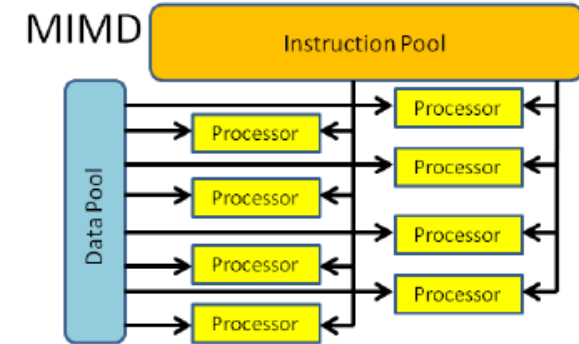 MIMD
Instruction Pool
Data Pool
Processor
Processor
Processor
Processor
Processor
Processor
Processor
Processor